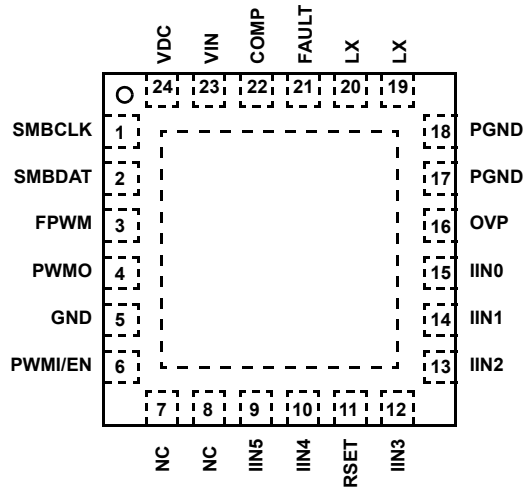 VDC VIN COMP FAULT LX LX
24 23 22 21 20 19
SMBCLK 1 18 PGND
SMBDAT 2 17 PGND
FPWM 3 16 OVP
PWMO 4 15 IIN0
GND 5 14 IIN1
PWMI/EN 6 13 IIN2
7 8 9 10 11 12
NC NC IIN5 IIN4 RSET IIN3